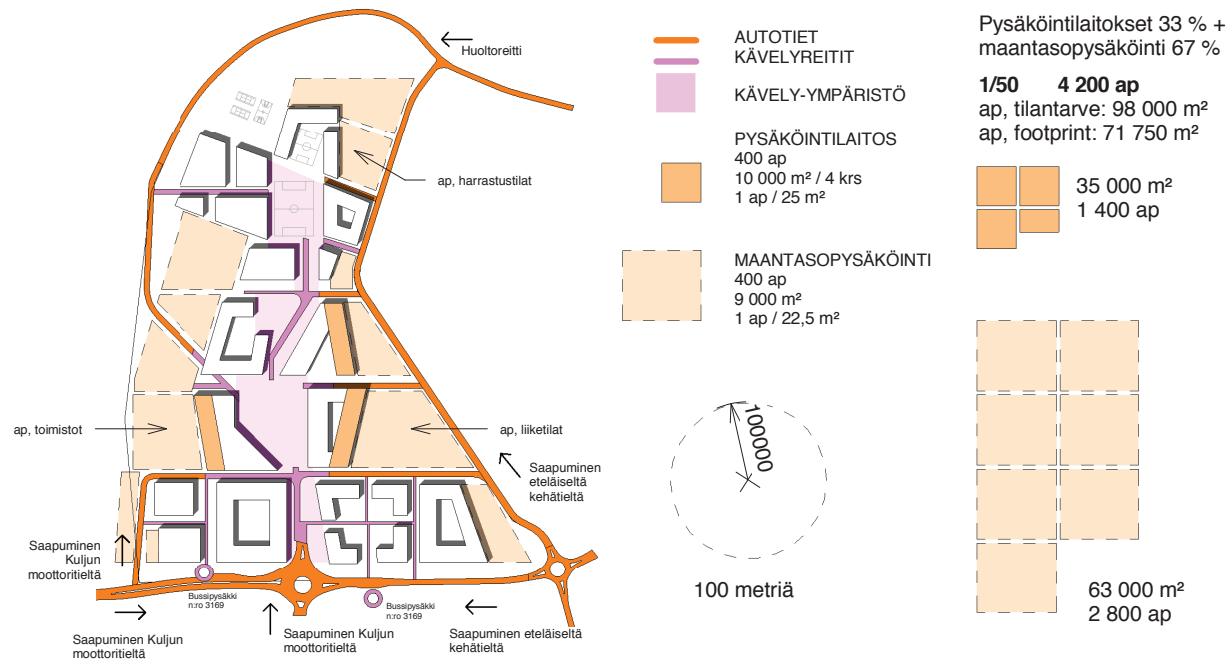 Huoltoreitti
ap, harrastustilat
ap, toimistot
ap, liiketilat
Saapuminen
eteläiseltä
kehätieltä
Saapuminen
Kuljun
moottoritieltä
Bussipysäkki
n:ro 3169
Bussipysäkki
n:ro 3169
Saapuminen Kuljun
moottoritieltä
Saapuminen Kuljun
moottoritieltä
Saapuminen eteläiseltä
kehätieltä
AUTOTIET
KÄVELYREITIT
KÄVELY-YMPÄRISTÖ
PYSÄKÖINTILAITOS
400 ap
10 000 m² / 4 krs
1 ap / 25 m²
MAANTASOPYSÄKÖINTI
400 ap
9 000 m²
1 ap / 22,5 m²
100000
100 metriä
Pysäköintilaitokset 33 % +
maantasopysäköinti 67 %
1/50 4 200 ap
ap, tilantarve: 98 000 m²
ap, footprint: 71 750 m²
35 000 m²
1 400 ap
63 000 m²
2 800 ap